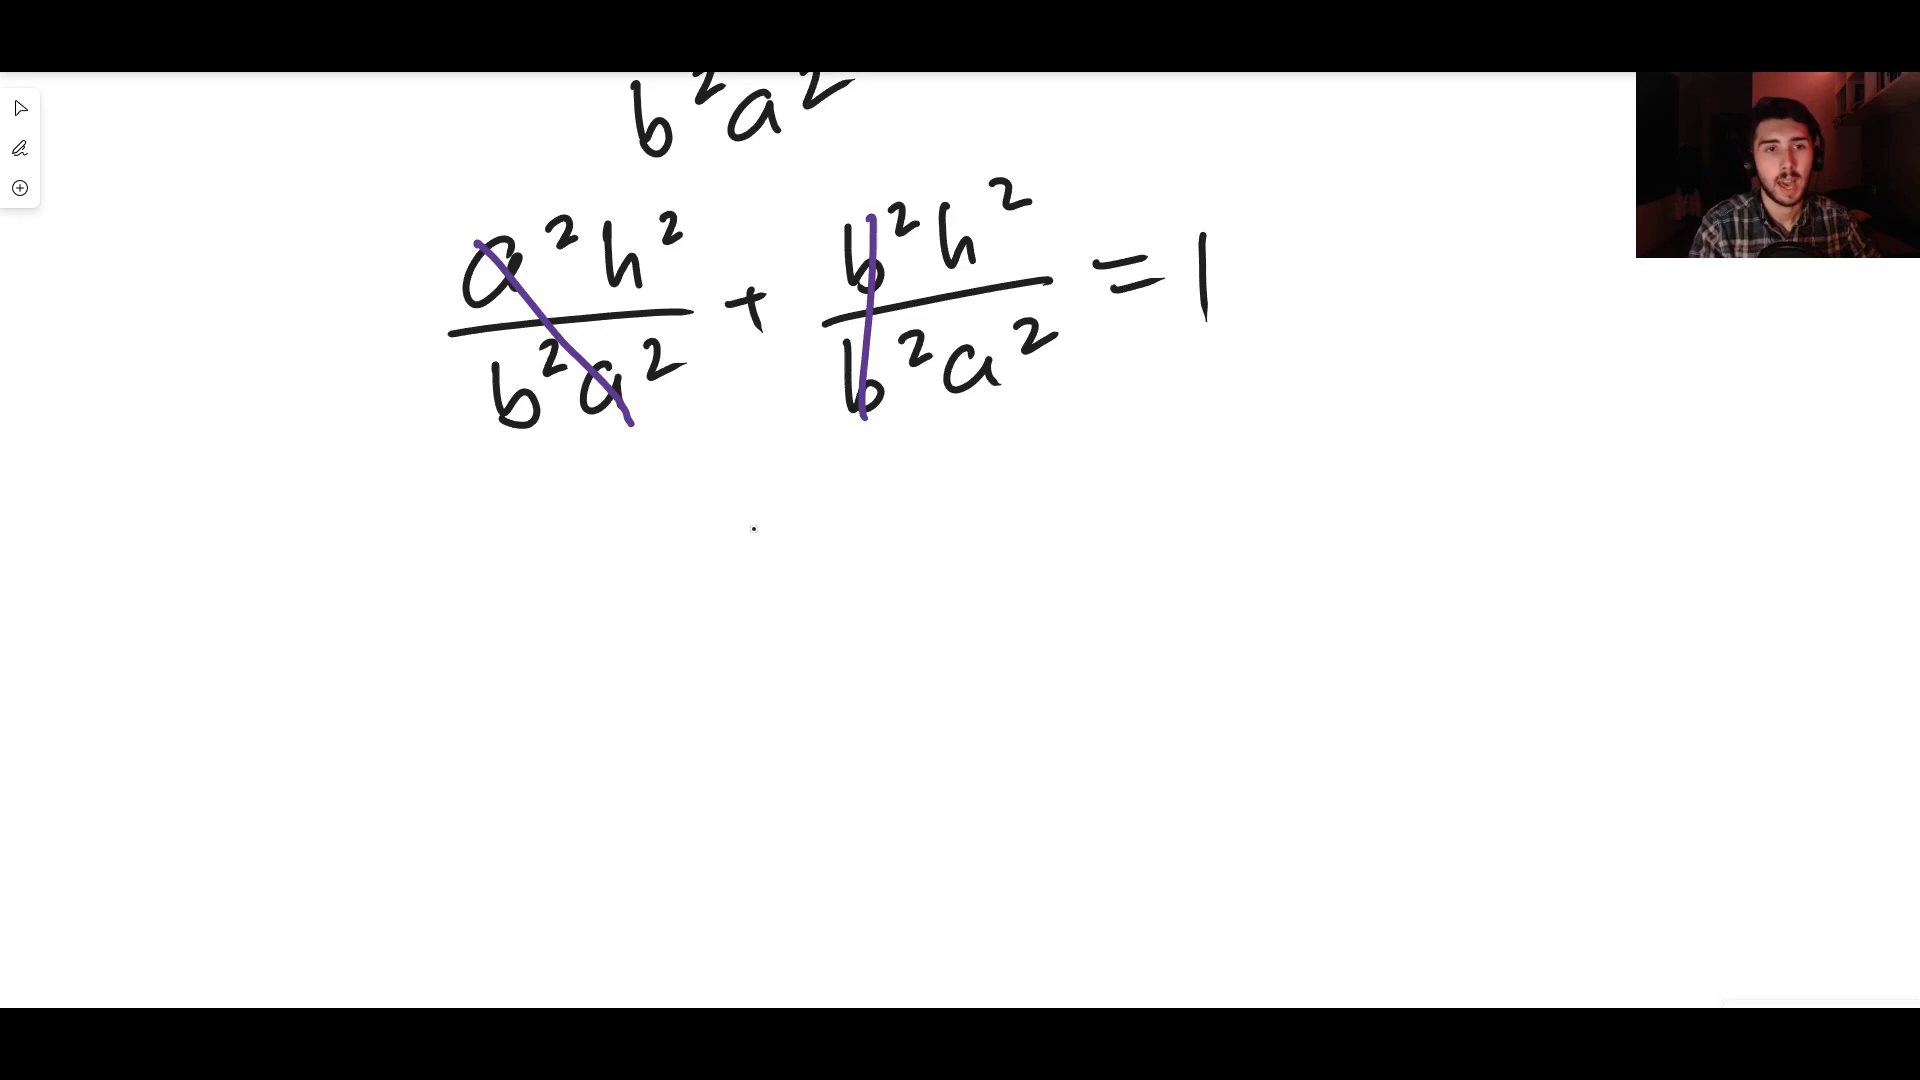 b²a²
a²h² + b²h² = 1
b²a² b²a²